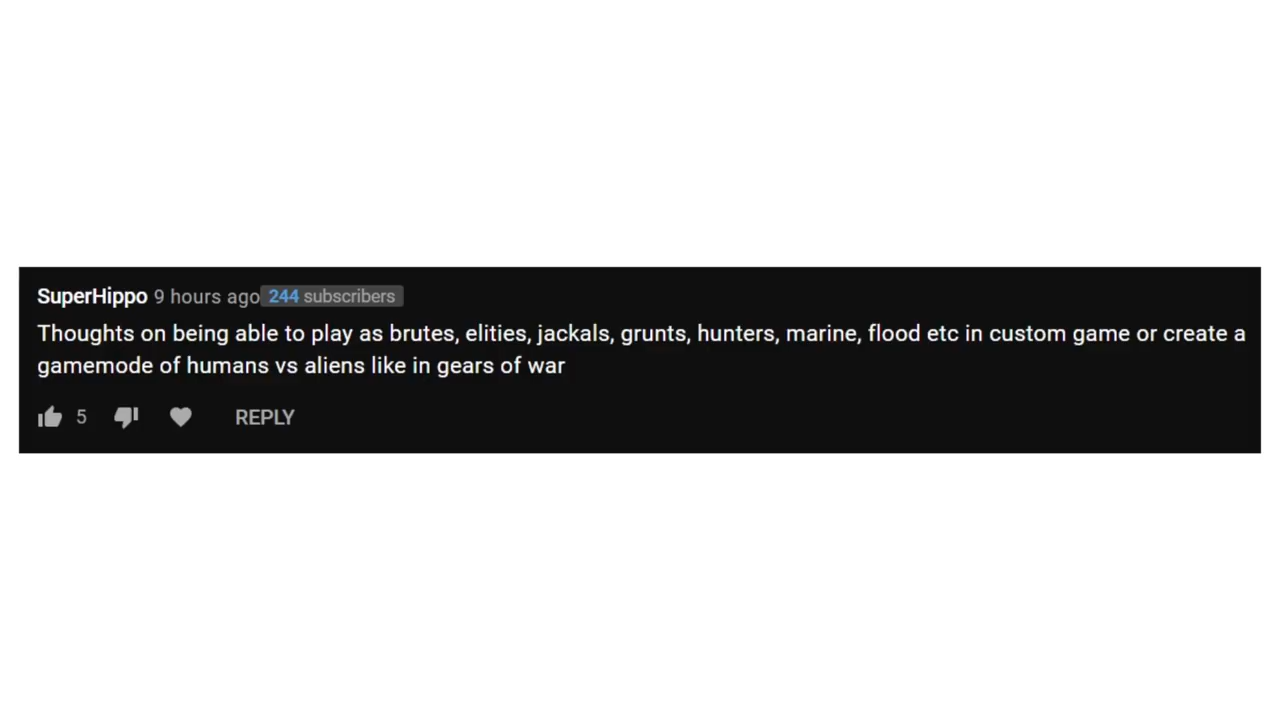 SuperHippo 9 hours ago 244 subscribers
Thoughts on being able to play as brutes, elities, jackals, grunts, hunters, marine, flood etc in custom game or create a
gamemode of humans vs aliens like in gears of war
5 REPLY